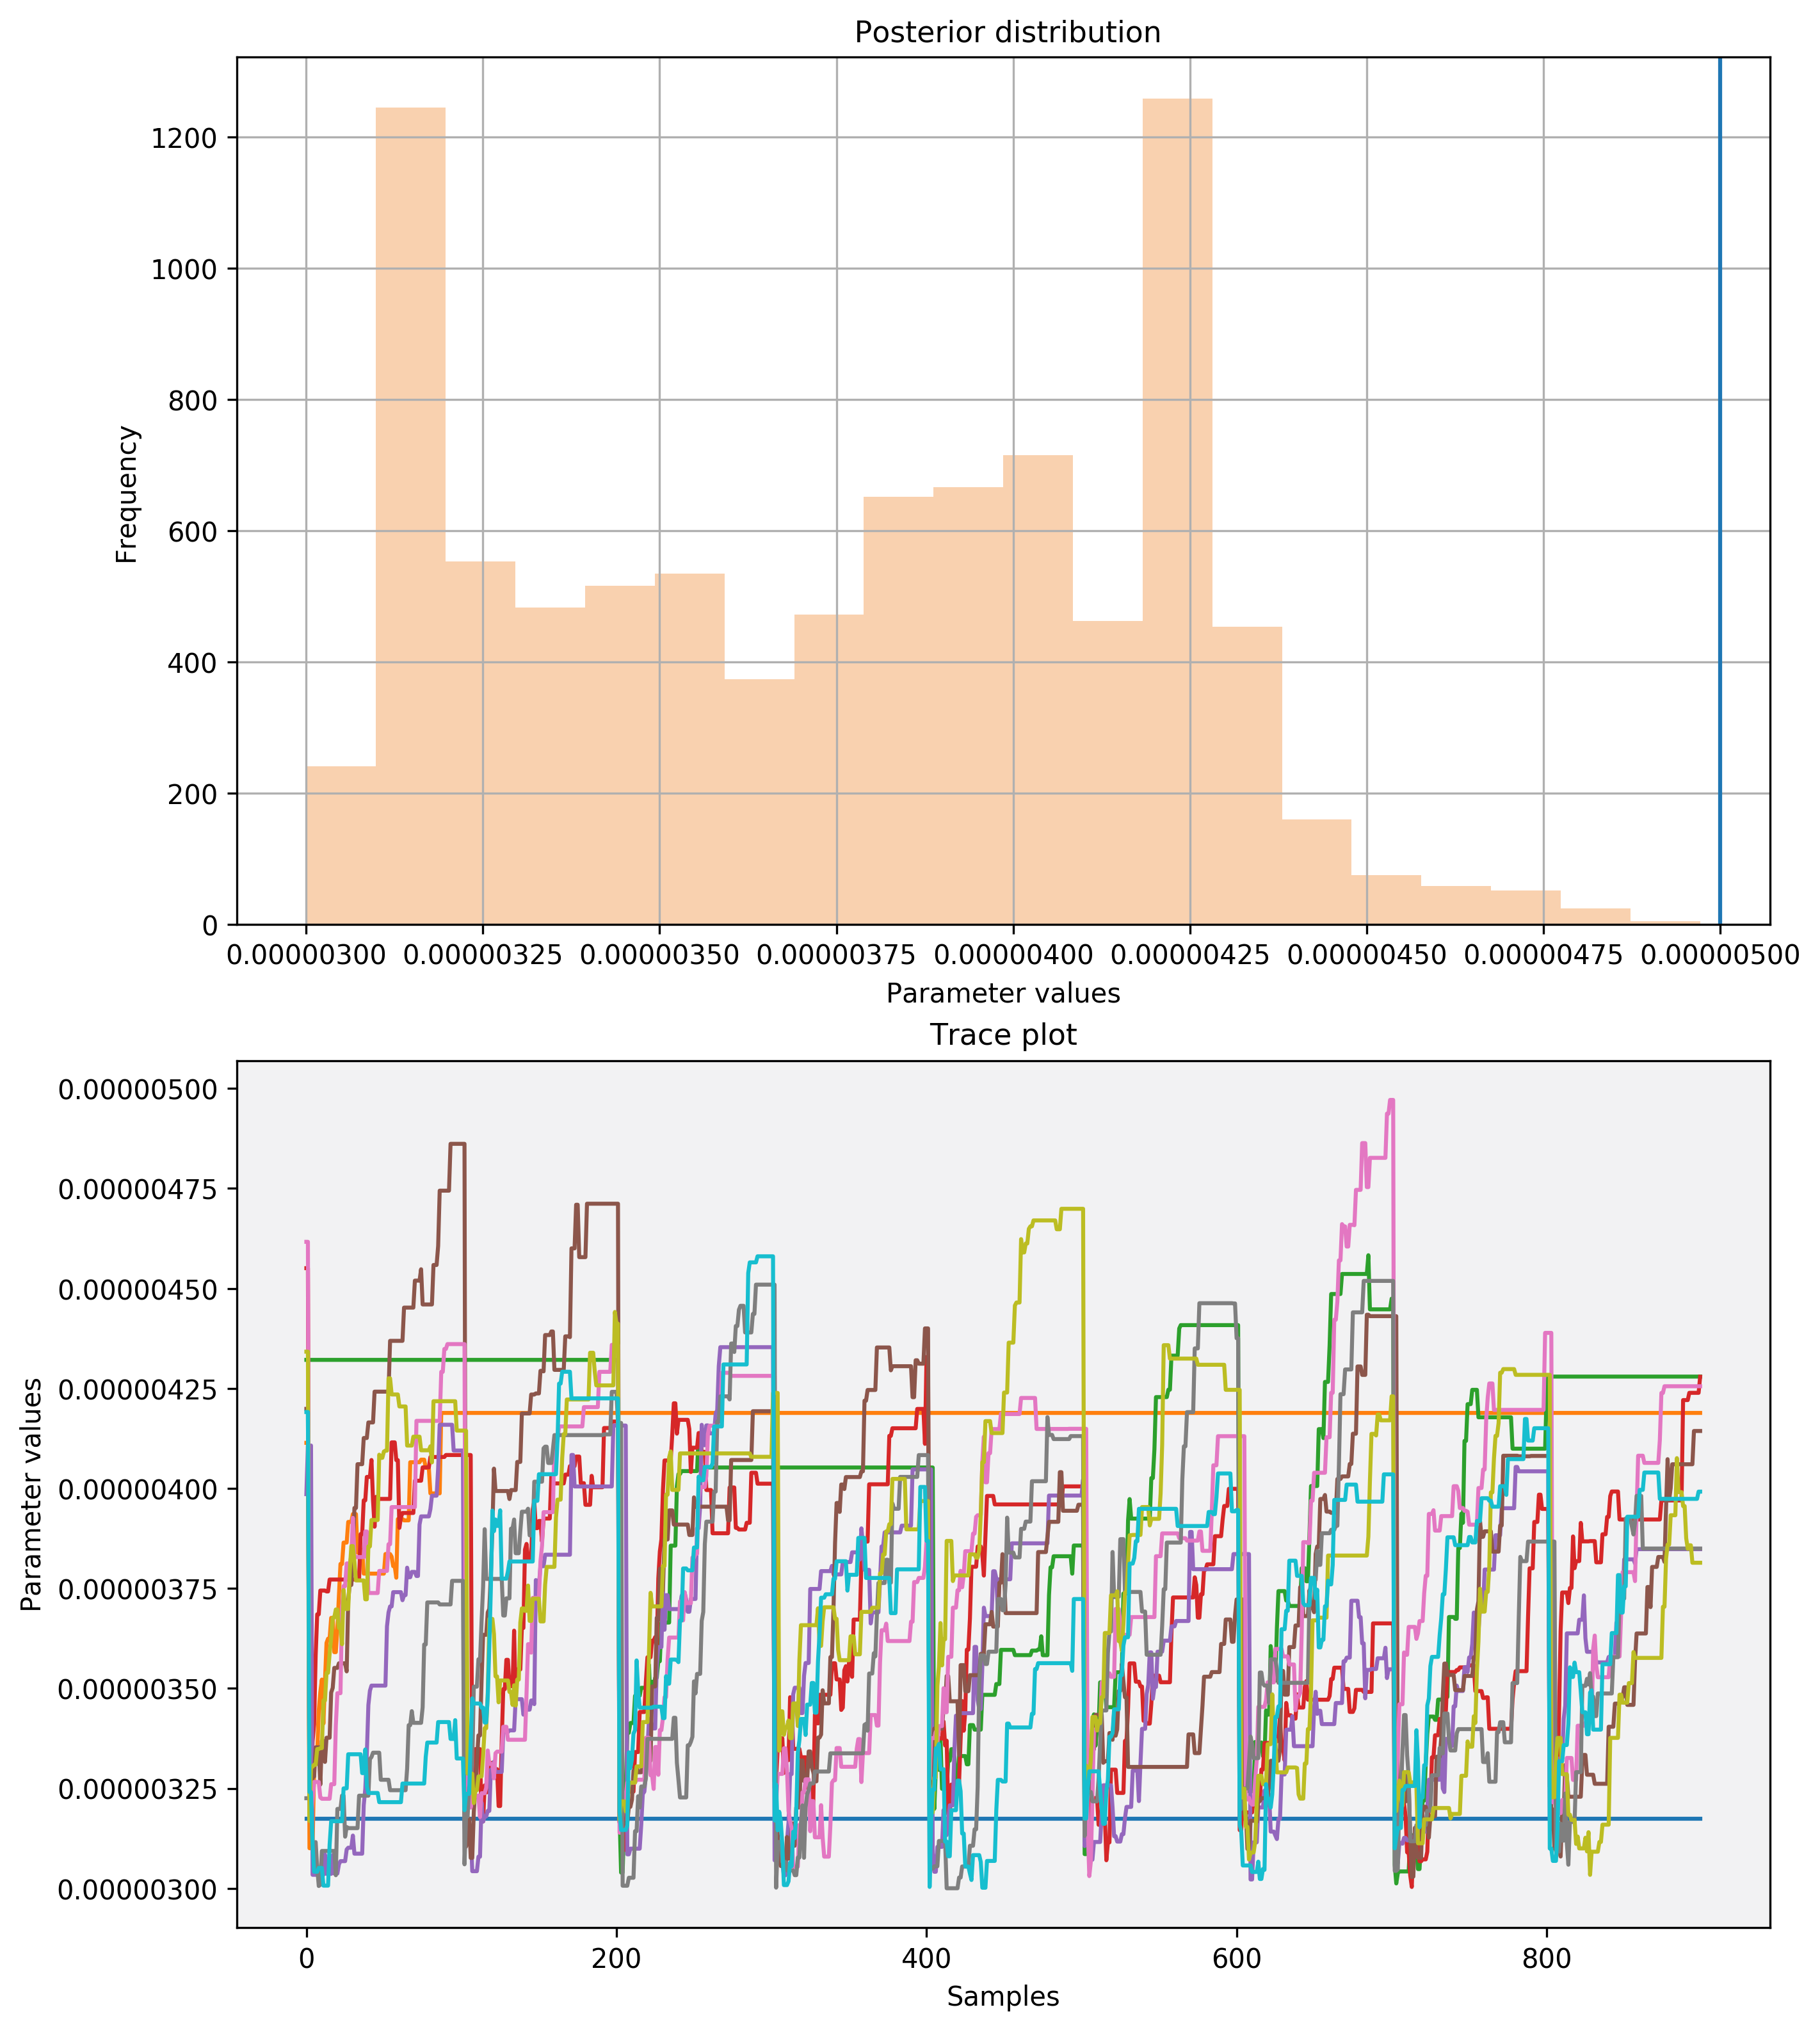 Posterior distribution
1200
1000
800
600
400
200
0
Frequency
0.00000300 0.00000325 0.00000350 0.00000375 0.00000400 0.00000425 0.00000450 0.00000475 0.00000500
Parameter values
Trace plot
0.00000500
0.00000475
0.00000450
0.00000425
0.00000400
0.00000375
0.00000350
0.00000325
0.00000300
Parameter values
0 200 400 600 800
Samples